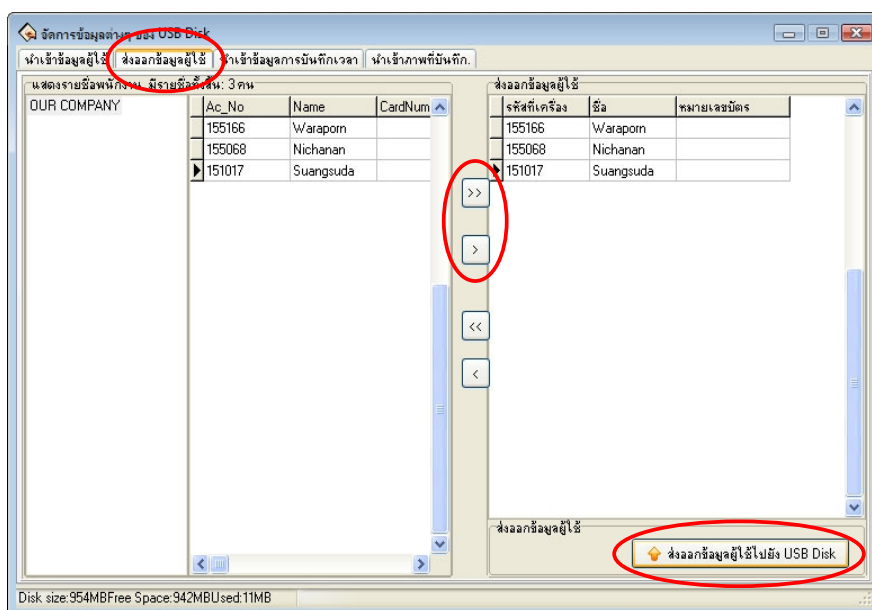 จัดการข้อมูลต่างๆ ของ USB Disk
นำเข้าข้อมูลผู้ใช้ ส่งออกข้อมูลผู้ใช้ นำเข้าข้อมูลการบันทึกเวลา นำเข้าภาพที่บันทึก.
แสดงรายชื่อพนักงาน มีรายชื่อทั้งสิ้น: 3 คน
OUR COMPANY
Ac_No Name CardNum
155166 Waraporn
155068 Nichanan
151017 Suangsuda
>>
>
<<
<
ส่งออกข้อมูลผู้ใช้
รหัสที่เครื่อง ชื่อ หมายเลขบัตร
155166 Waraporn
155068 Nichanan
151017 Suangsuda
ส่งออกข้อมูลผู้ใช้
ส่งออกข้อมูลผู้ใช้ไปยัง USB Disk
Disk size:954MBFree Space:942MBUsed:11MB